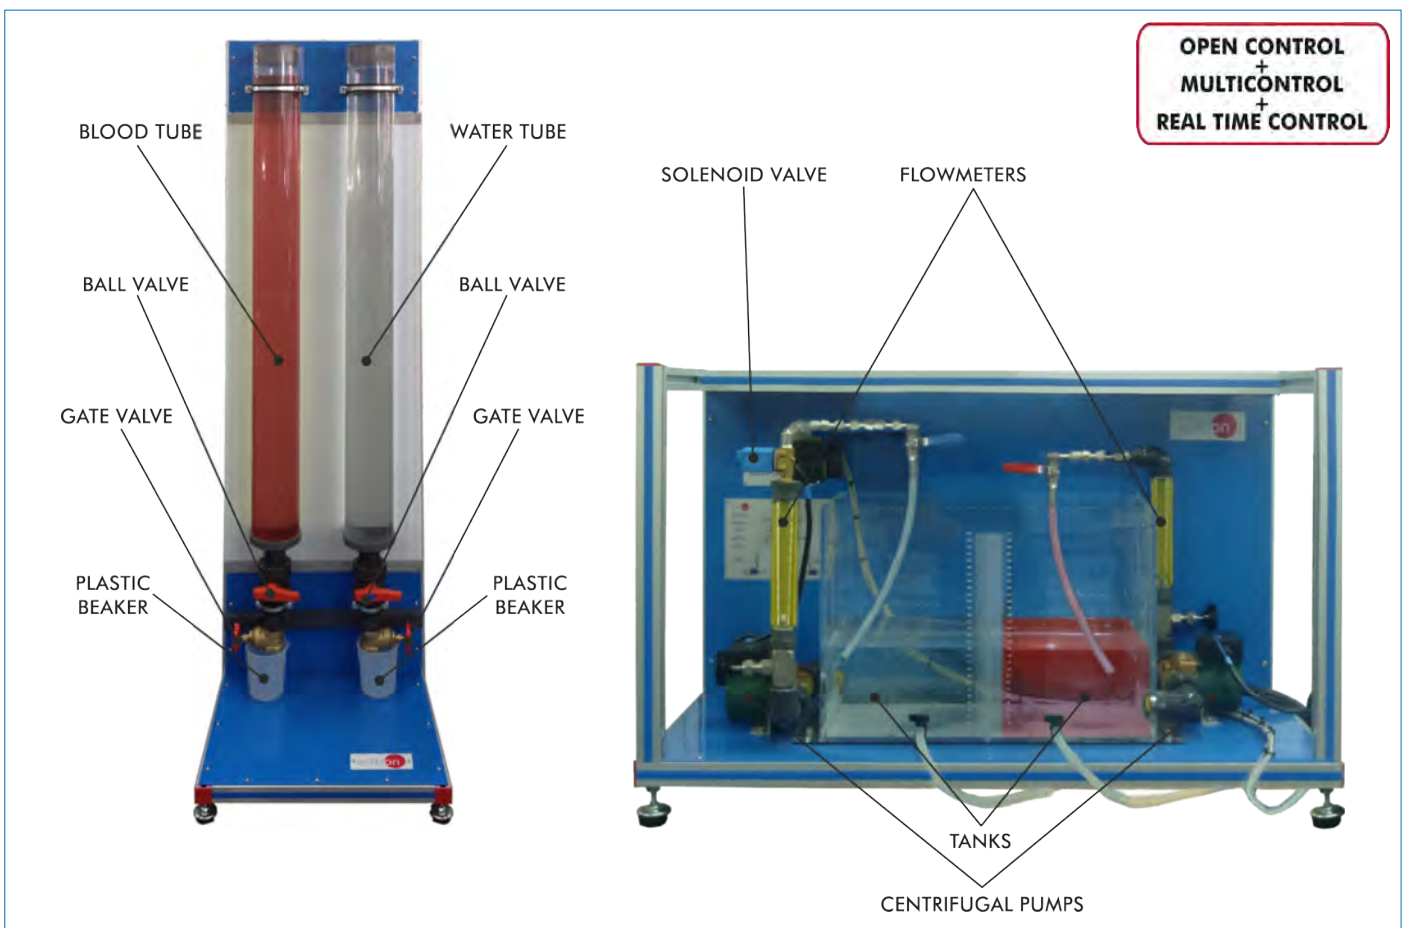 OPEN CONTROL
+
MULTICONTROL
+
REAL TIME CONTROL
BLOOD TUBE
WATER TUBE
BALL VALVE
BALL VALVE
GATE VALVE
GATE VALVE
PLASTIC
BEAKER
PLASTIC
BEAKER
SOLENOID VALVE
FLOWMETERS
TANKS
CENTRIFUGAL PUMPS